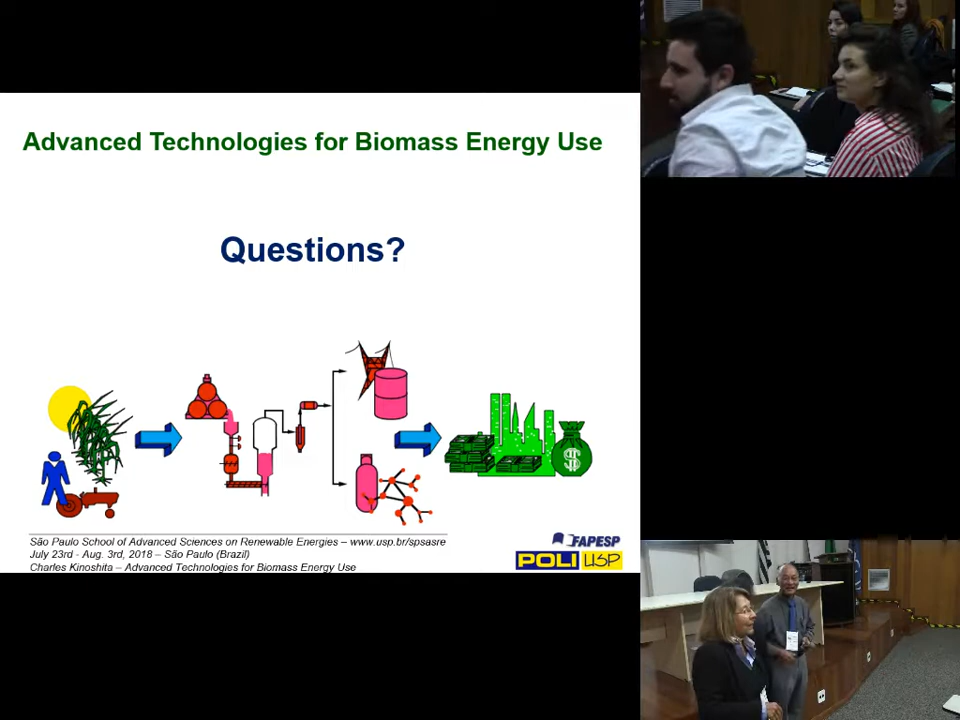 Advanced Technologies for Biomass Energy Use
Questions?
$
São Paulo School of Advanced Sciences on Renewable Energies – www.usp.br/spsasre
July 23rd - Aug. 3rd, 2018 – São Paulo (Brazil)
Charles Kinoshita – Advanced Technologies for Biomass Energy Use
FAPESP
POLI USP